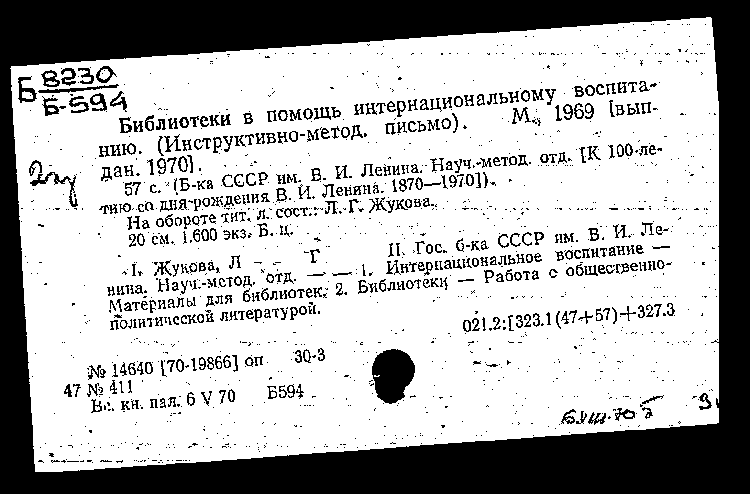 Б 8230
Б-594
Библиотеки в помощь интернациональному воспита-
нию. (Инструктивно-метод. письмо). М., 1969 [вып-
дан. 1970].
57 с. (Б-ка СССР им. В. И. Ленина. Науч.-метод. отд. [К 100-ле-
тию со дня рождения В. И. Ленина. 1870—1970]).
На обороте тит. л. сост.: Л. Г. Жукова.
20 см. 1.600 экз. Б. ц.
I. Жукова, Л – – Г II. Гос. б-ка СССР им. В. И. Ле-
нина. Науч.-метод. отд. — — 1. Интернациональное воспитание —
Материалы для библиотек. 2. Библиотеки — Работа с общественно-
политической литературой.
021.2:[323.1(47+57)+327.3
№ 14640 [70-19866] оп 30-3
47 № 411
Вс. кн. пал. 6 V 70 Б594